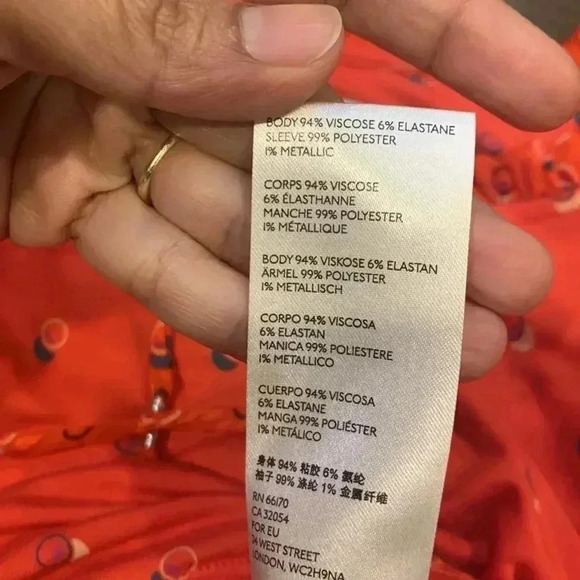 BODY 94% VISCOSE 6% ELASTANE
SLEEVE 99% POLYESTER
1% METALLIC
CORPS 94% VISCOSE
6% ÉLASTHANNE
MANCHE 99% POLYESTER
1% MÉTALLIQUE
BODY 94% VISKOSE 6% ELASTAN
ÄRMEL 99% POLYESTER
1% METALLISCH
CORPO 94% VISCOSA
6% ELASTAN
MANICA 99% POLIESTERE
1% METALLICO
CUERPO 94% VISCOSA
6% ELASTANE
MANGA 99% POLIÉSTER
1% METÁLICO
身体 94% 粘胶 6% 氨纶
袖子 99% 涤纶 1% 金属纤维
RN 66170
CA 32054
FOR EU
24 WEST STREET
LONDON, WC2H9NA